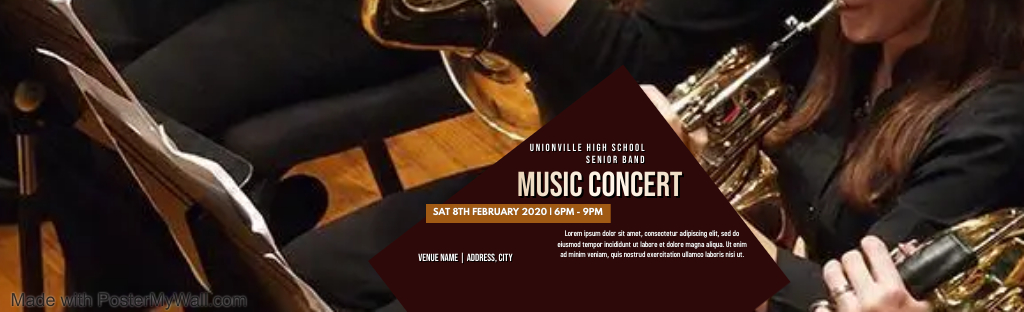 UNIONVILLE HIGH SCHOOL
SENIOR BAND
MUSIC CONCERT
SAT 8TH FEBRUARY 2020 | 6PM - 9PM
Lorem ipsum dolor sit amet, consectetur adipiscing elit, sed do
eiusmod tempor incididunt ut labore et dolore magna aliqua. Ut enim
ad minim veniam, quis nostrud exercitation ullamco laboris nisi ut.
VENUE NAME | ADDRESS, CITY
Made with PosterMyWall.com